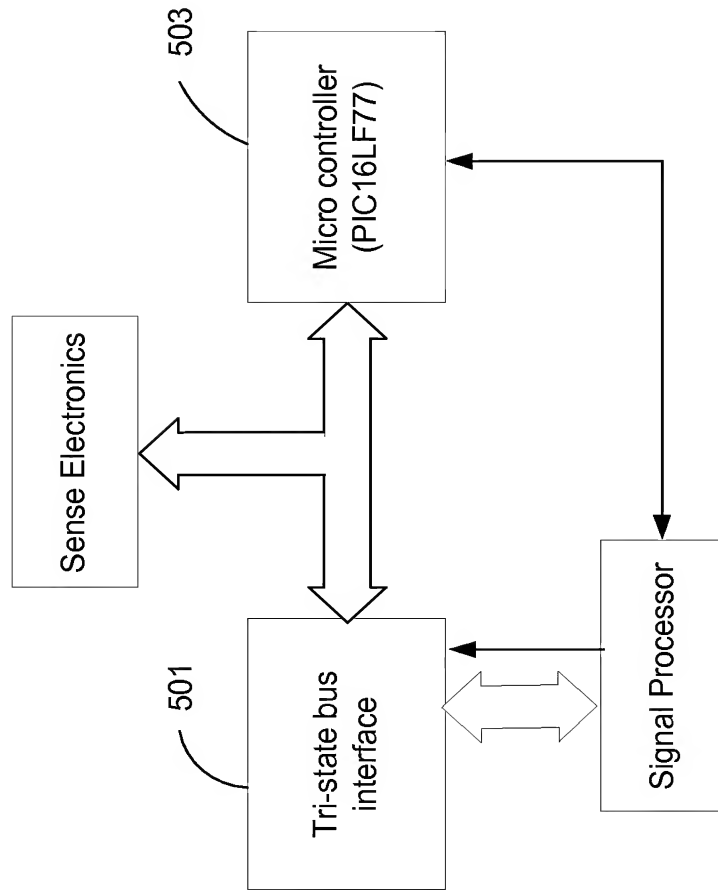 Sense Electronics
501
Tri-state bus
interface
503
Micro controller
(PIC16LF77)
Signal Processor